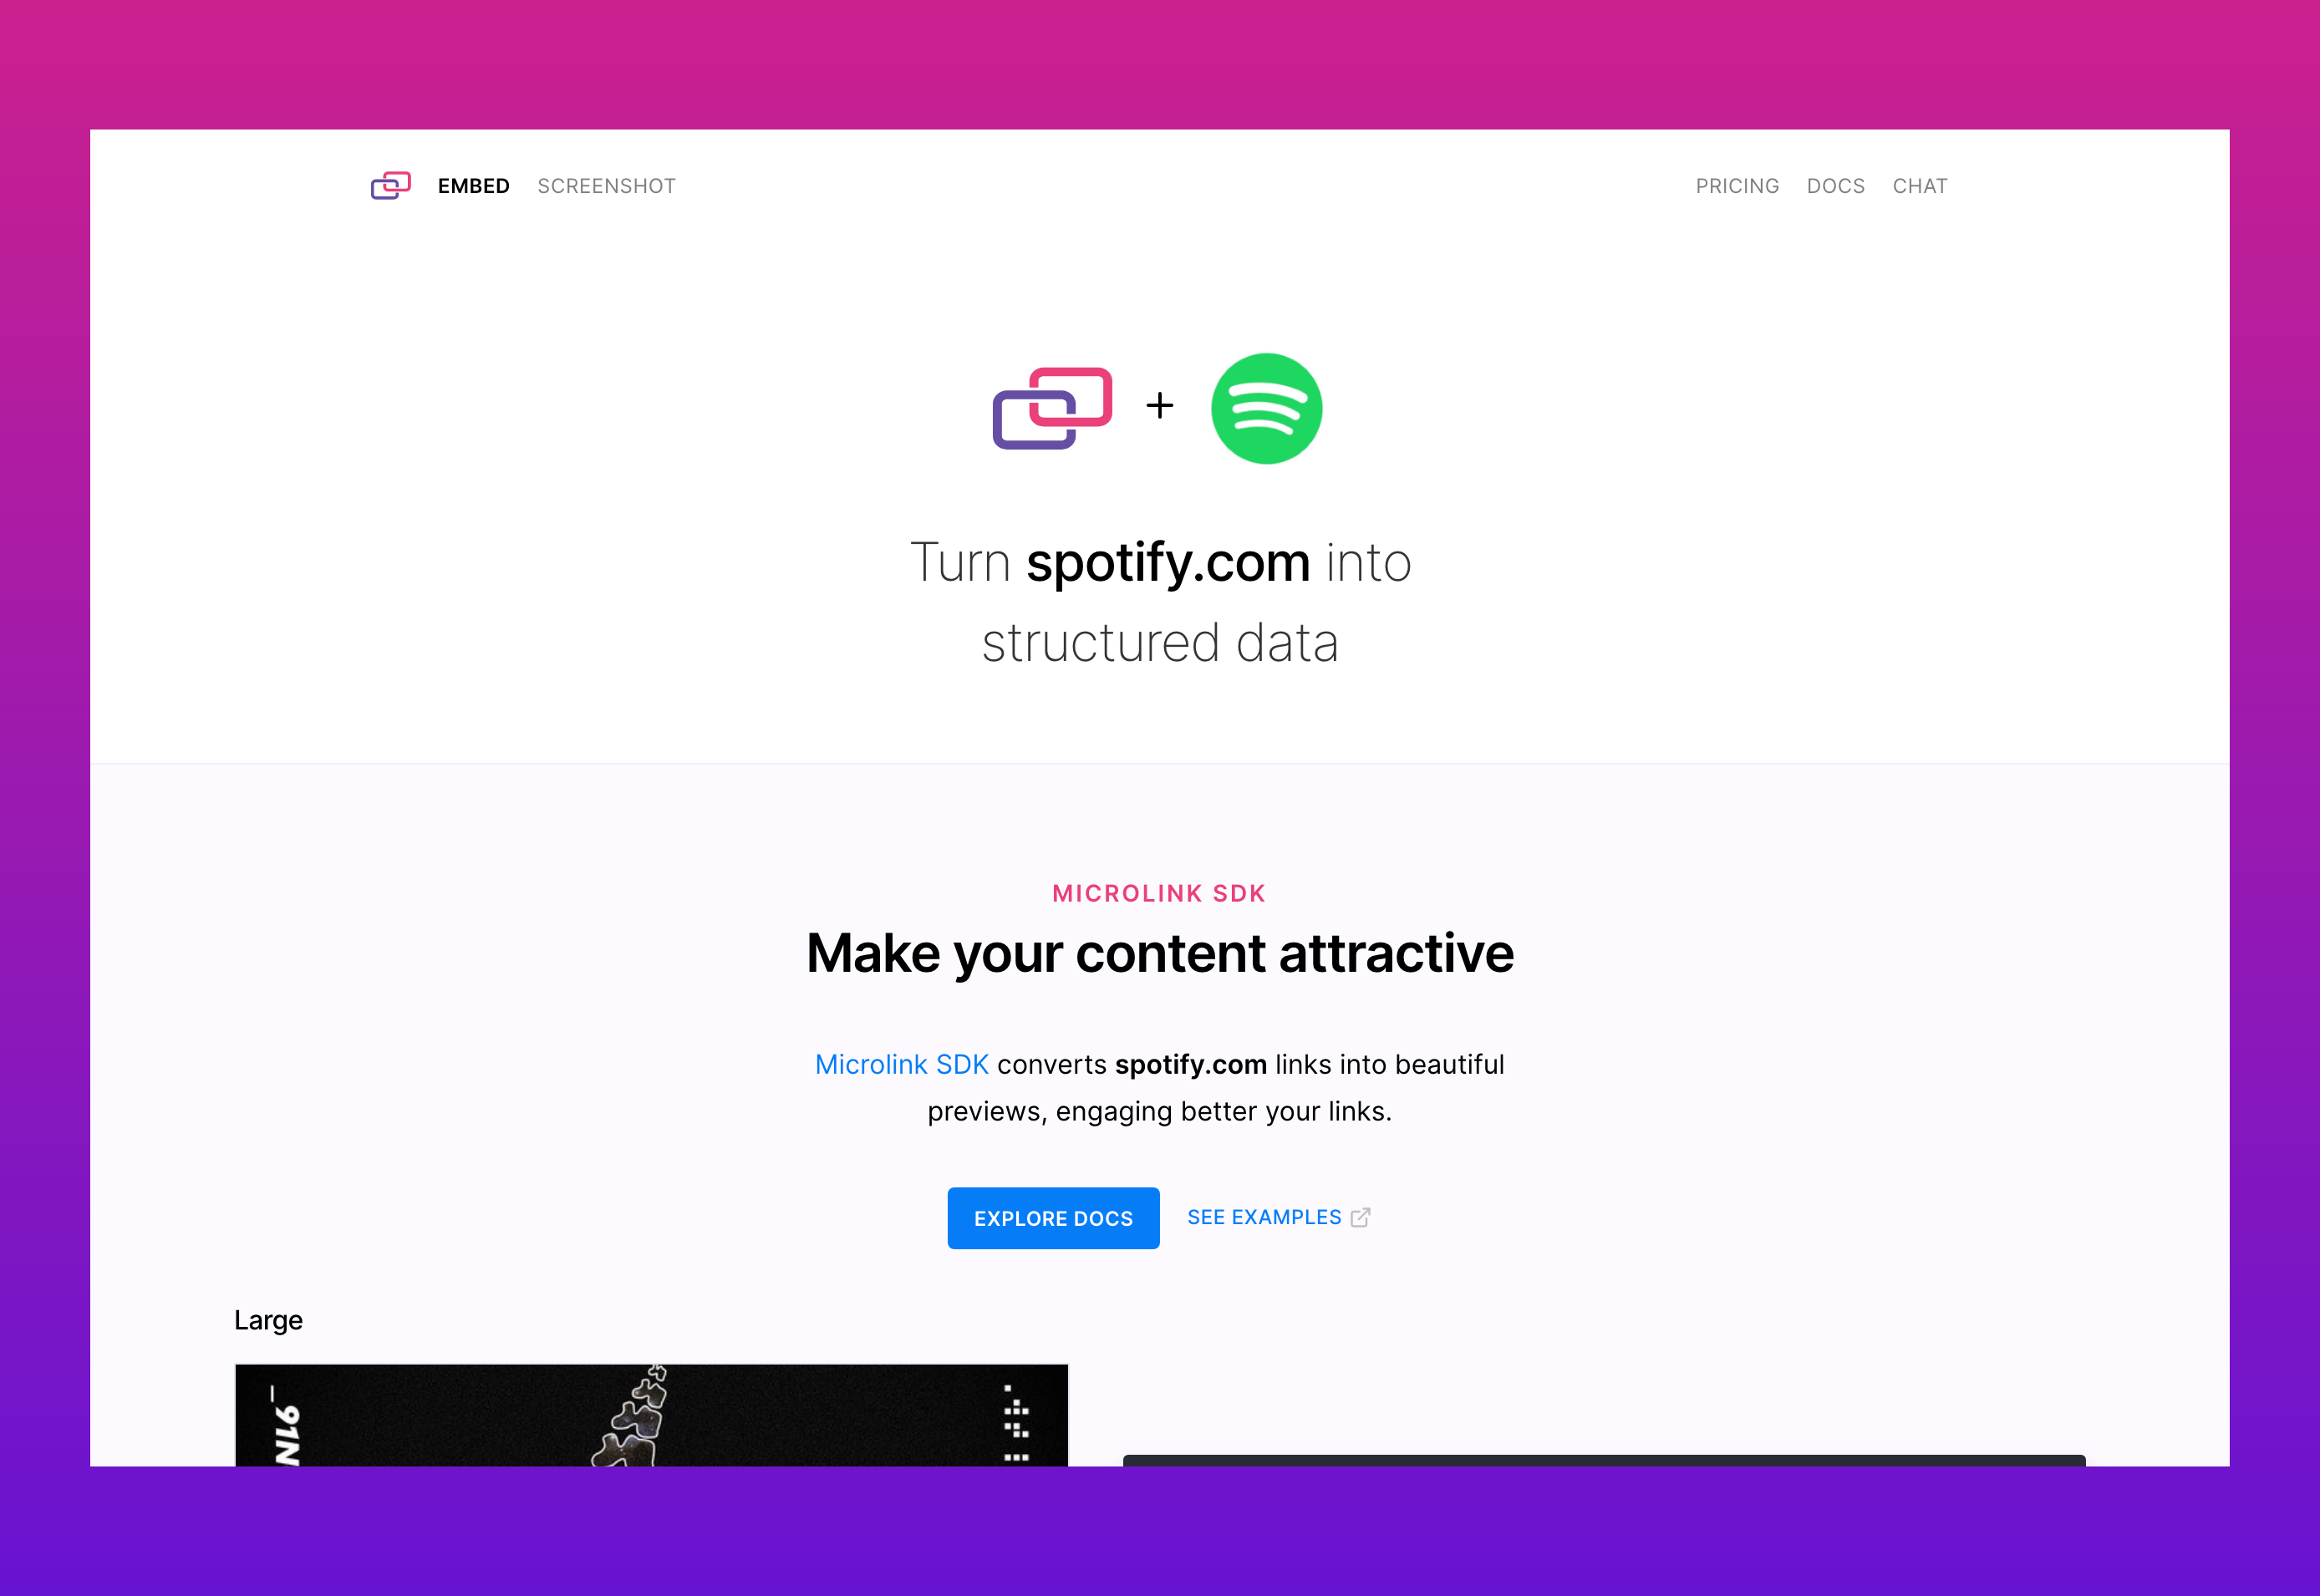 EMBED SCREENSHOT PRICING DOCS CHAT
+
Turn spotify.com into
structured data
MICROLINK SDK
Make your content attractive
Microlink SDK converts spotify.com links into beautiful
previews, engaging better your links.
EXPLORE DOCS SEE EXAMPLES
Large